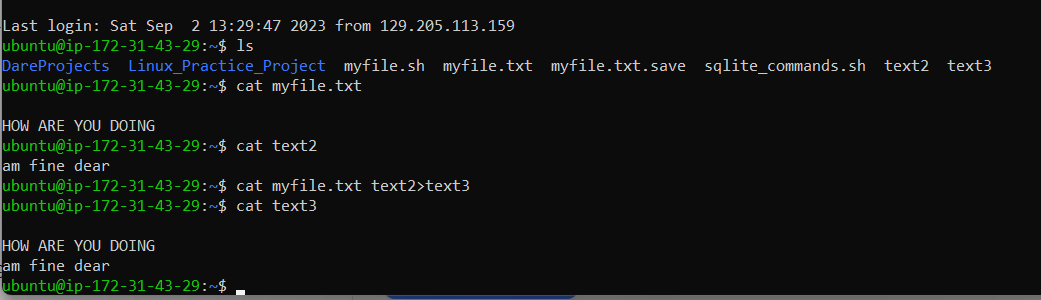 Last login: Sat Sep  2 13:29:47 2023 from 129.205.113.159
ubuntu@ip-172-31-43-29:~$ ls
DareProjects  Linux_Practice_Project  myfile.sh  myfile.txt  myfile.txt.save  sqlite_commands.sh  text2  text3
ubuntu@ip-172-31-43-29:~$ cat myfile.txt

HOW ARE YOU DOING
ubuntu@ip-172-31-43-29:~$ cat text2
am fine dear
ubuntu@ip-172-31-43-29:~$ cat myfile.txt text2>text3
ubuntu@ip-172-31-43-29:~$ cat text3

HOW ARE YOU DOING
am fine dear
ubuntu@ip-172-31-43-29:~$